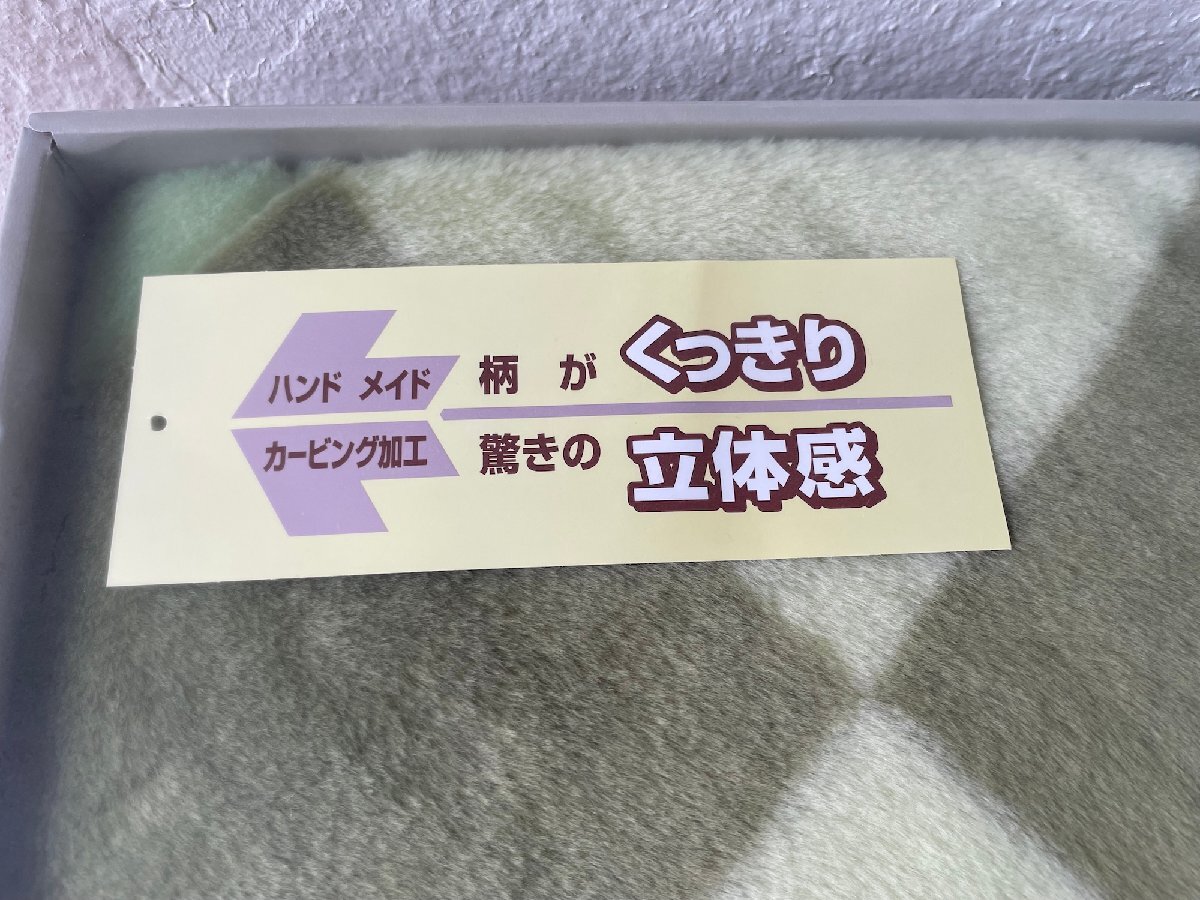 ハンド メイド 柄 が くっきり
カービング加工 驚きの 立体感